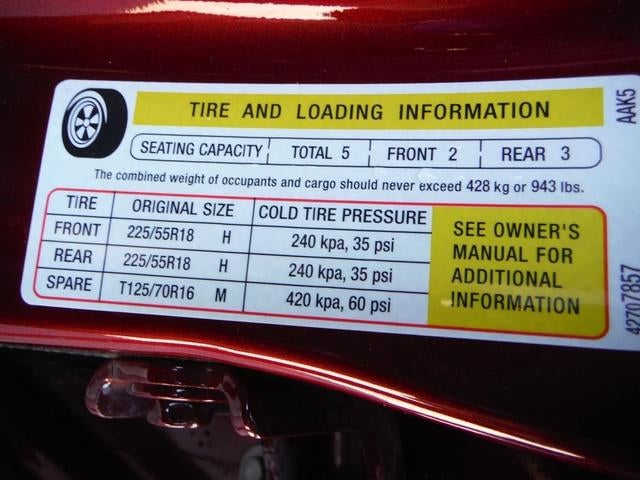 TIRE AND LOADING INFORMATION
SEATING CAPACITY TOTAL 5 FRONT 2 REAR 3
The combined weight of occupants and cargo should never exceed 428 kg or 943 lbs.
TIRE ORIGINAL SIZE COLD TIRE PRESSURE
FRONT 225/55R18 H 240 kpa, 35 psi
REAR 225/55R18 H 240 kpa, 35 psi
SPARE T125/70R16 M 420 kpa, 60 psi
SEE OWNER'S
MANUAL FOR
ADDITIONAL
INFORMATION
AAK5
42707857